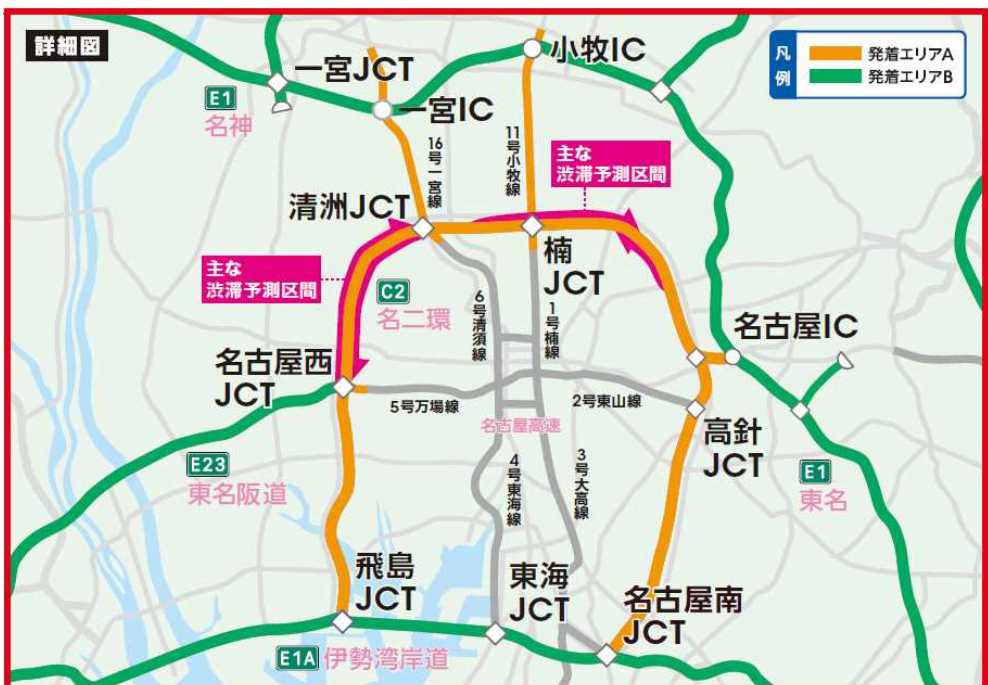 詳細図
凡例
発着エリアA
発着エリアB
小牧IC
一宮JCT
E1
名神
一宮IC
16号一宮線
11号小牧線
主な
渋滞予測区間
清洲JCT
楠
JCT
主な
渋滞予測区間
C2
名二環
6号清須線
1号楠線
名古屋IC
名古屋西
JCT
5号万場線
2号東山線
名古屋高速
高針
JCT
E23
東名阪道
E1
東名
4号東海線
3号大高線
飛島
JCT
東海
JCT
名古屋南
JCT
E1A
伊勢湾岸道